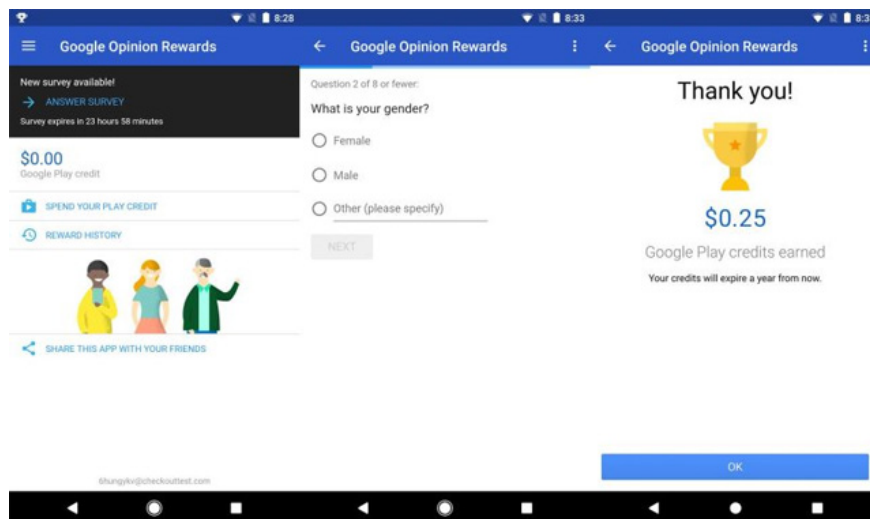 8:28
Google Opinion Rewards
New survey available!
ANSWER SURVEY
Survey expires in 23 hours 58 minutes
$0.00
Google Play credit
SPEND YOUR PLAY CREDIT
REWARD HISTORY
SHARE THIS APP WITH YOUR FRIENDS
8:33
Google Opinion Rewards
Question 2 of 8 or fewer:
What is your gender?
Female
Male
Other (please specify)
NEXT
8:3
Google Opinion Rewards
Thank you!
$0.25
Google Play credits earned
Your credits will expire a year from now.
OK